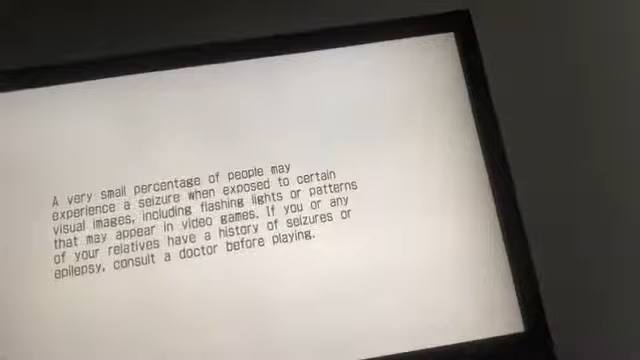 A very small percentage of people may
experience a seizure when exposed to certain
visual images, including flashing lights or patterns
that may appear in video games. If you or any
of your relatives have a history of seizures or
epilepsy, consult a doctor before playing.